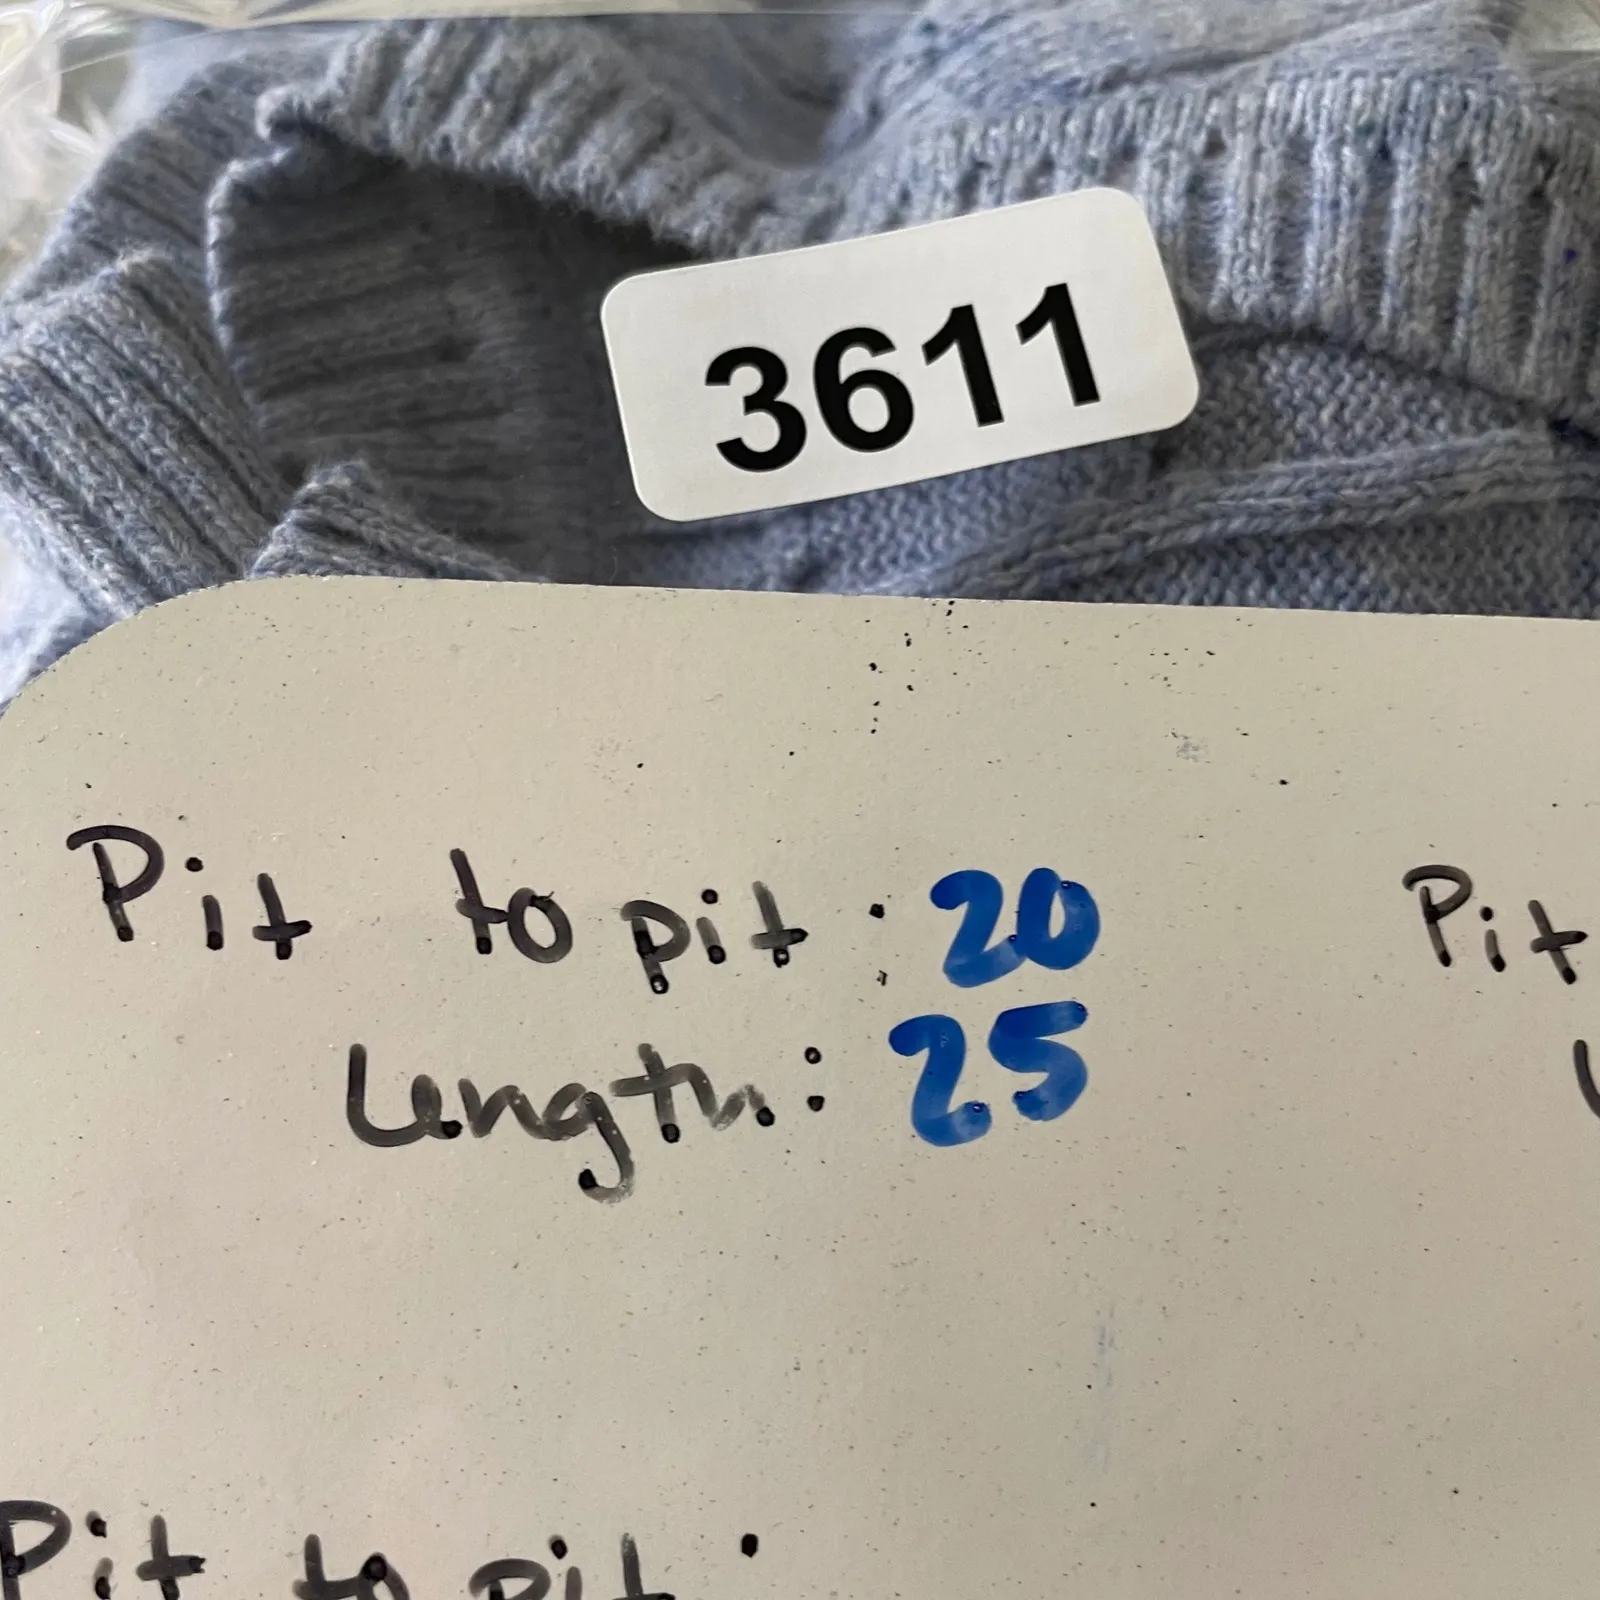 3611
Pit to pit: 20
Length: 25
Pit
Pit to pit: